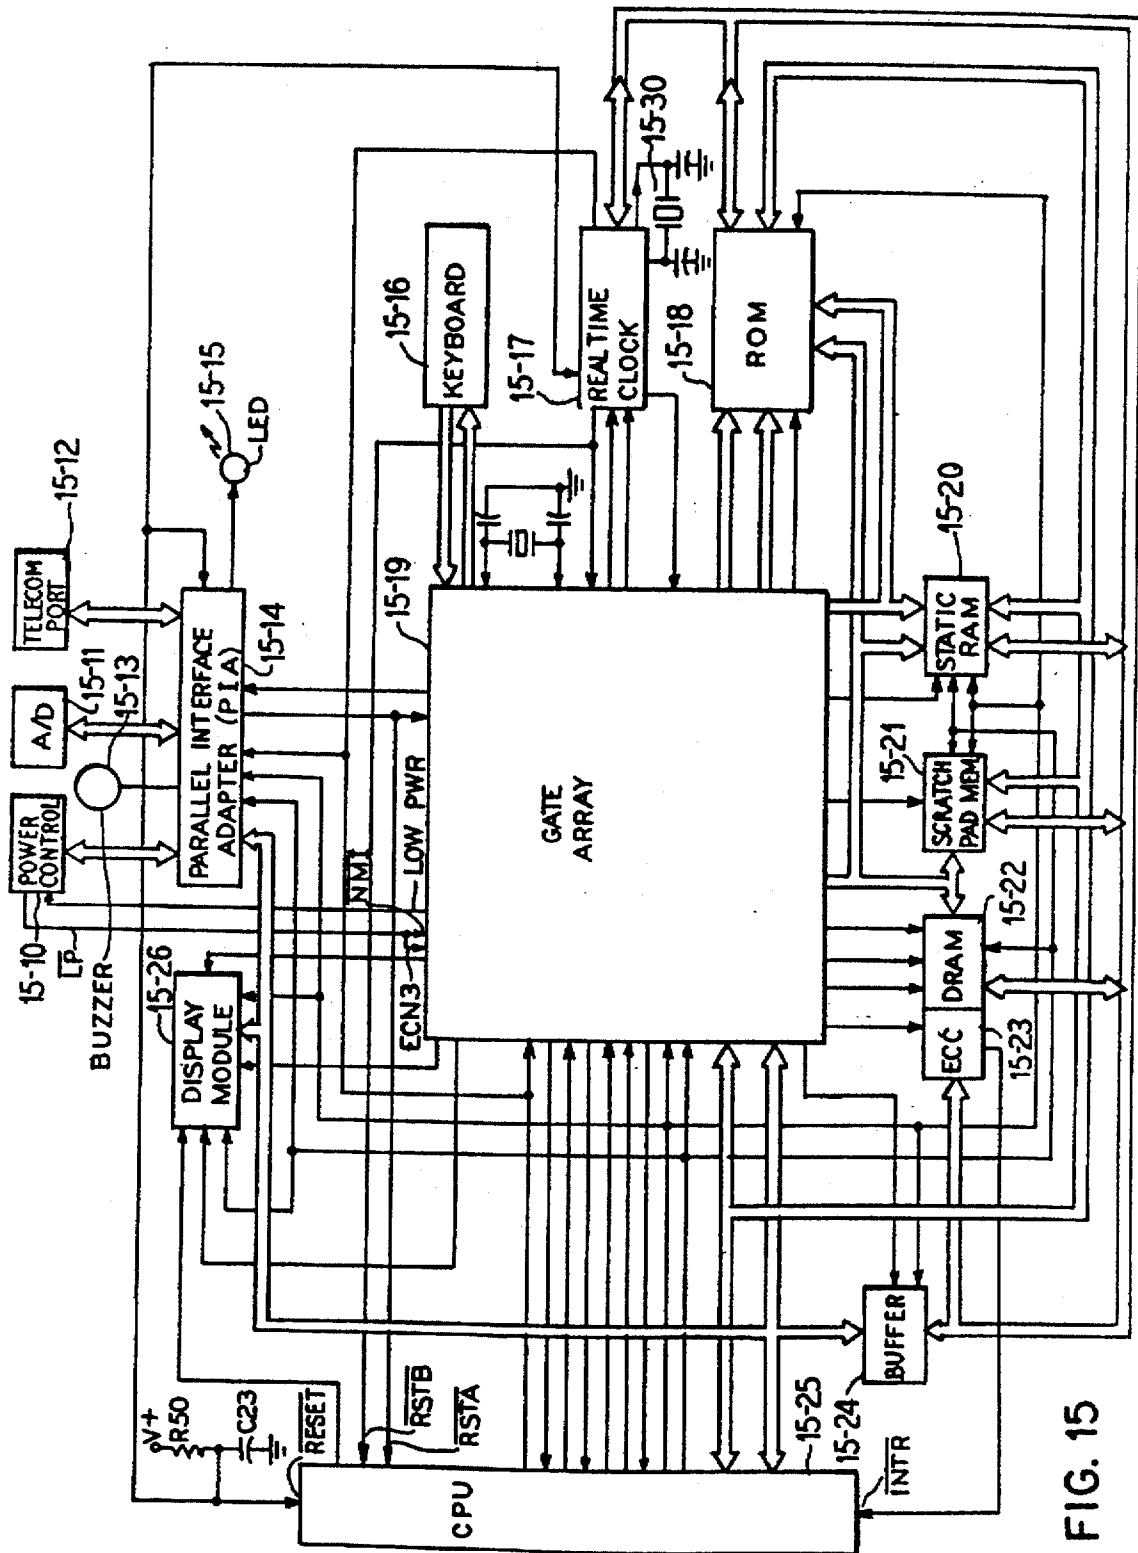 TELECOM
PORT
15-12
A/D
15-11
15-13
POWER
CONTROL
15-10
LP
BUZZER
PARALLEL INTERFACE
ADAPTER (PIA)
15-14
15-15
LED
15-26
DISPLAY
MODULE
KEYBOARD
15-16
REAL TIME
CLOCK
15-17
15-30
ROM
15-18
15-19
GATE
ARRAY
ECN3
LOW PWR
NMI
STATIC
RAM
15-20
SCRATCH
PAD MEM
15-21
DRAM
15-22
ECC
15-23
BUFFER
15-24
V+
R50
C23
RESET
RSTB
RSTA
CPU
15-25
INTR
FIG. 15